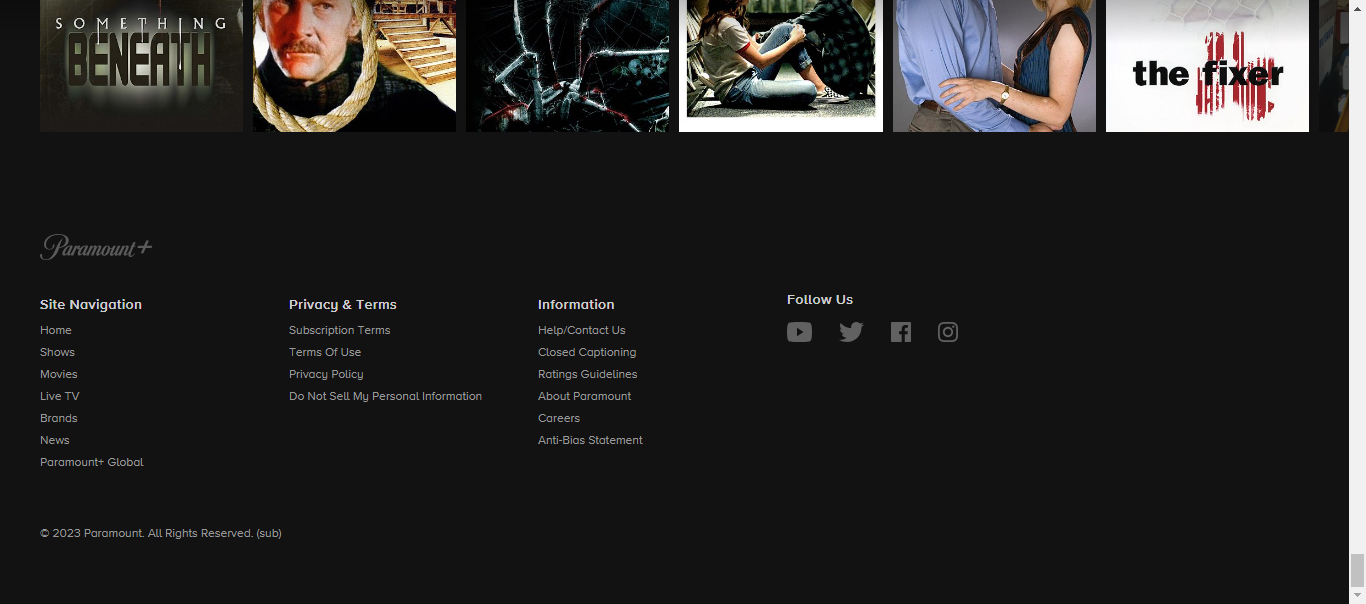 SOMETHING
BENEATH
the fixer
Paramount+
Site Navigation
Home
Shows
Movies
Live TV
Brands
News
Paramount+ Global
Privacy & Terms
Subscription Terms
Terms Of Use
Privacy Policy
Do Not Sell My Personal Information
Information
Help/Contact Us
Closed Captioning
Ratings Guidelines
About Paramount
Careers
Anti-Bias Statement
Follow Us
© 2023 Paramount. All Rights Reserved. (sub)